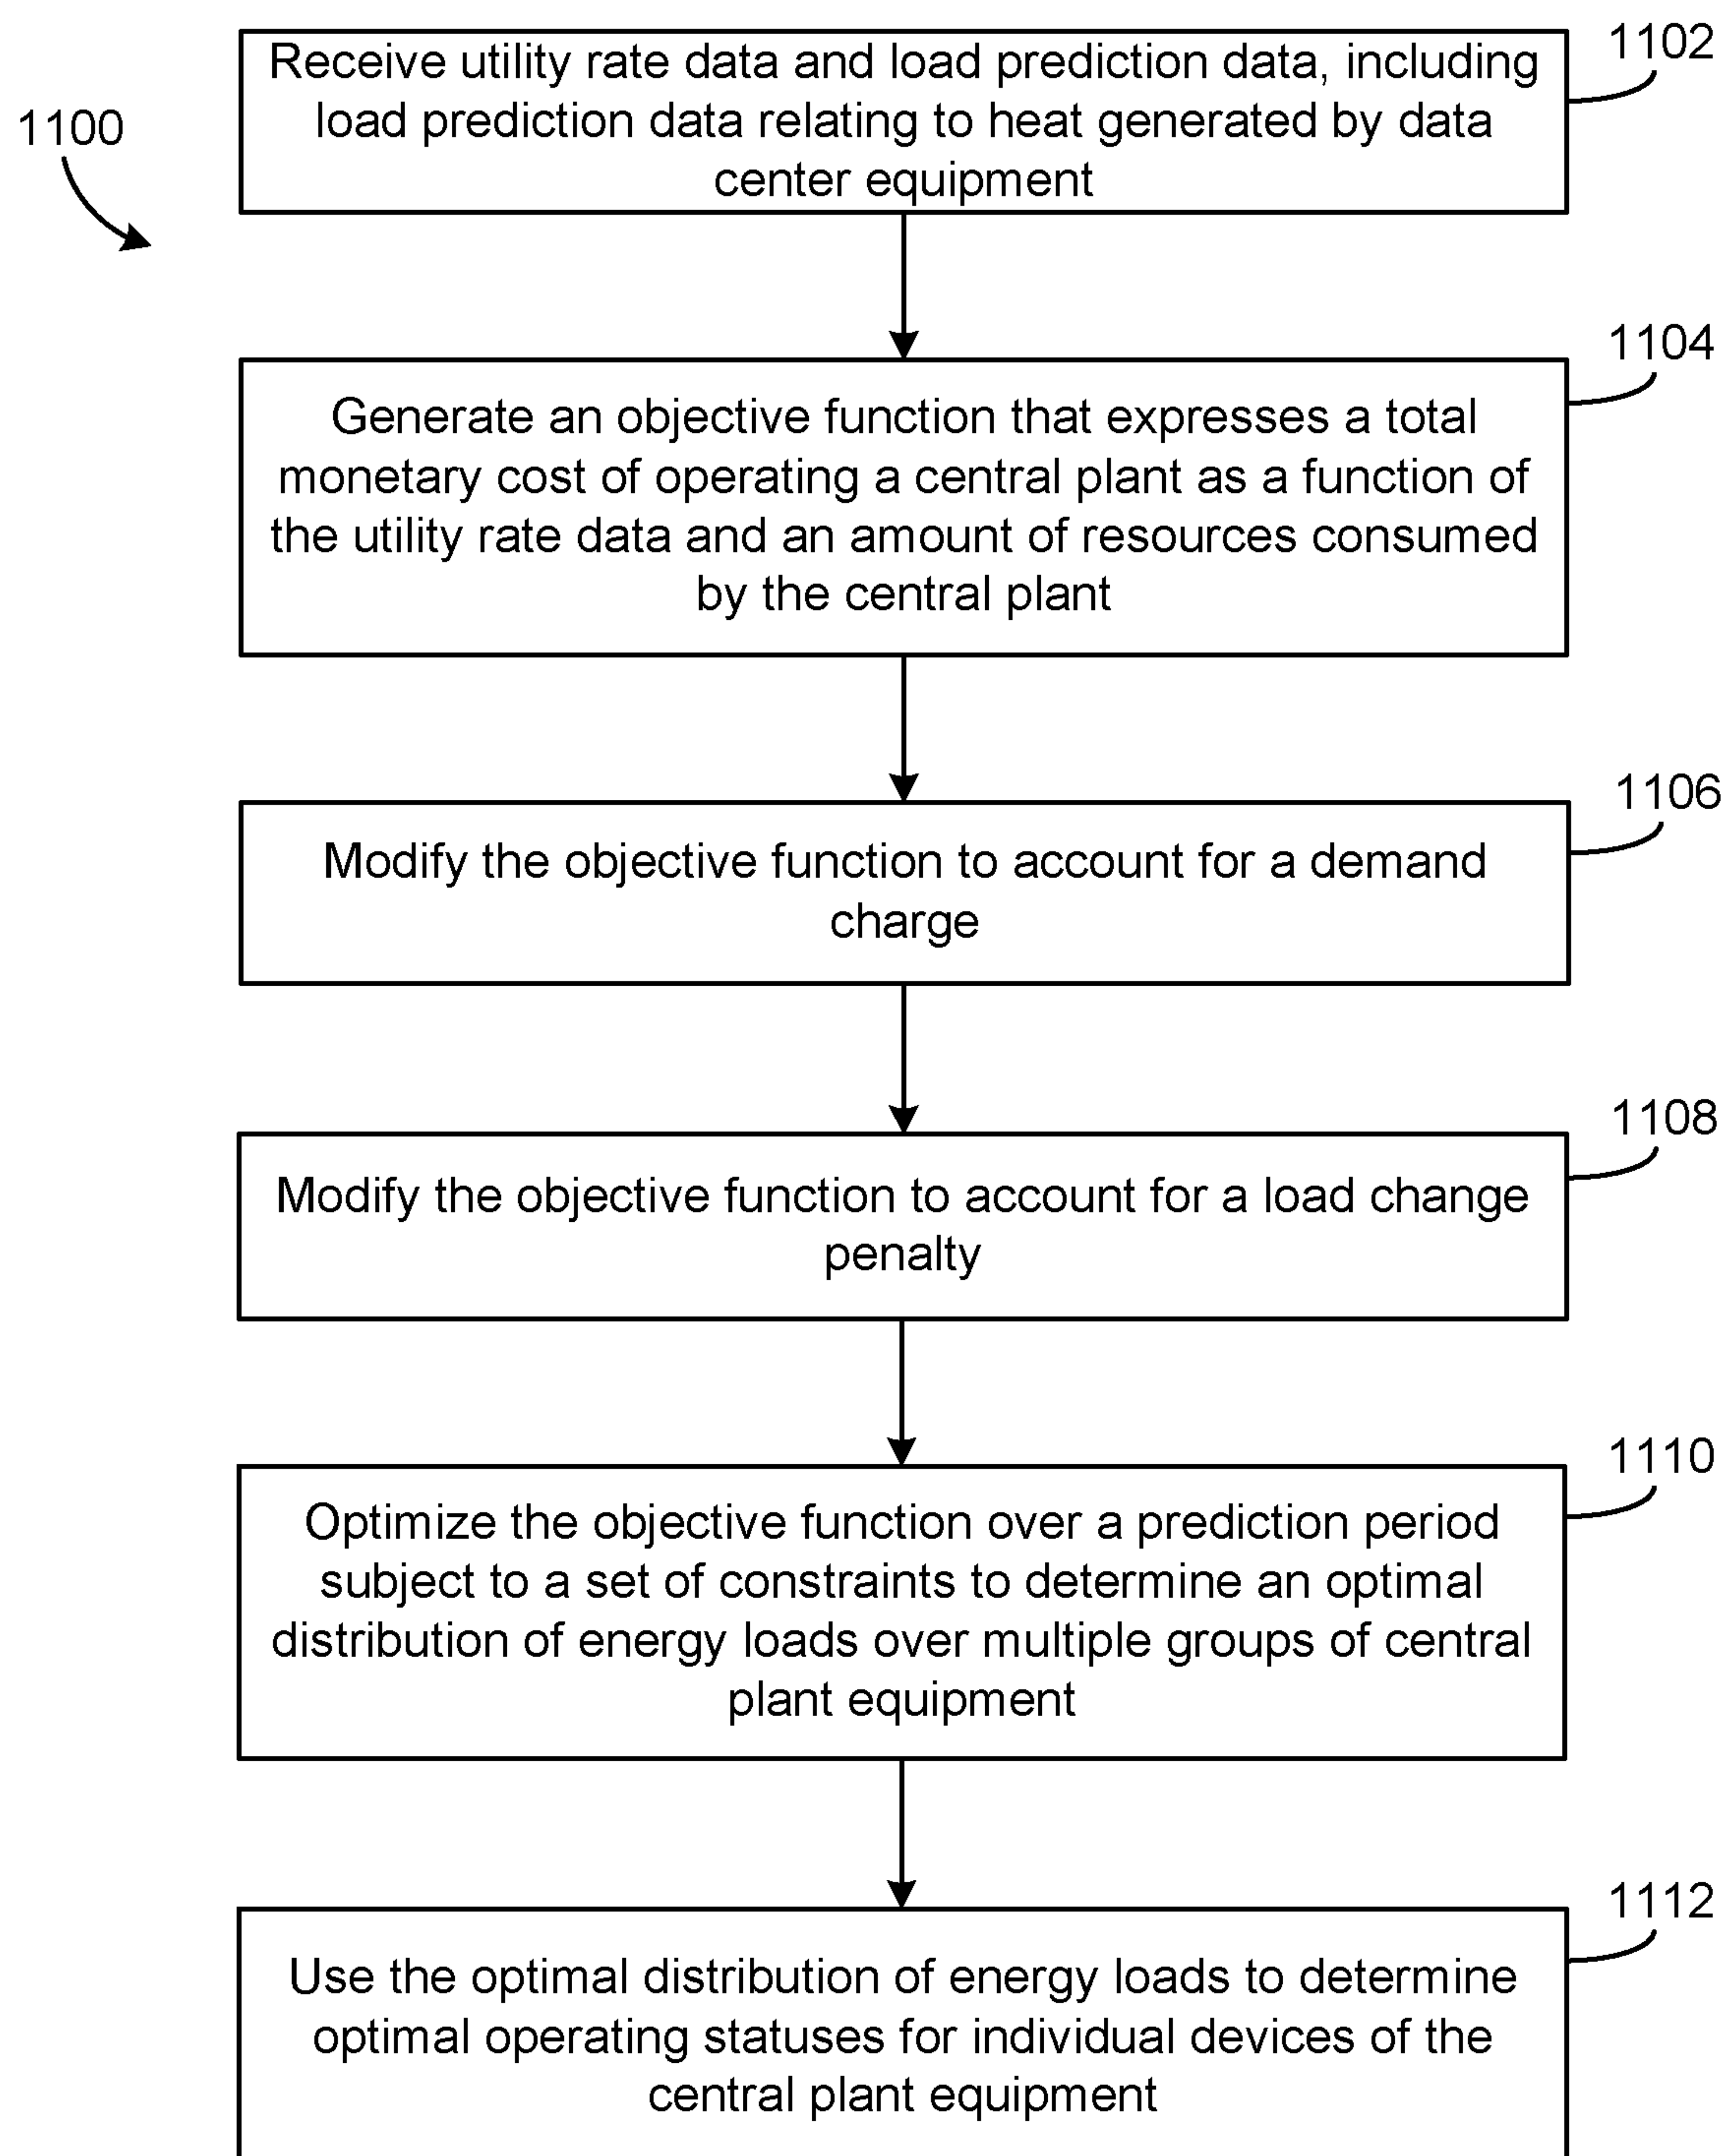 1102
Receive utility rate data and load prediction data, including
load prediction data relating to heat generated by data
center equipment
1100
1104
Generate an objective function that expresses a total
monetary cost of operating a central plant as a function of
the utility rate data and an amount of resources consumed
by the central plant
1106
Modify the objective function to account for a demand
charge
1108
Modify the objective function to account for a load change
penalty
1110
Optimize the objective function over a prediction period
subject to a set of constraints to determine an optimal
distribution of energy loads over multiple groups of central
plant equipment
1112
Use the optimal distribution of energy loads to determine
optimal operating statuses for individual devices of the
central plant equipment